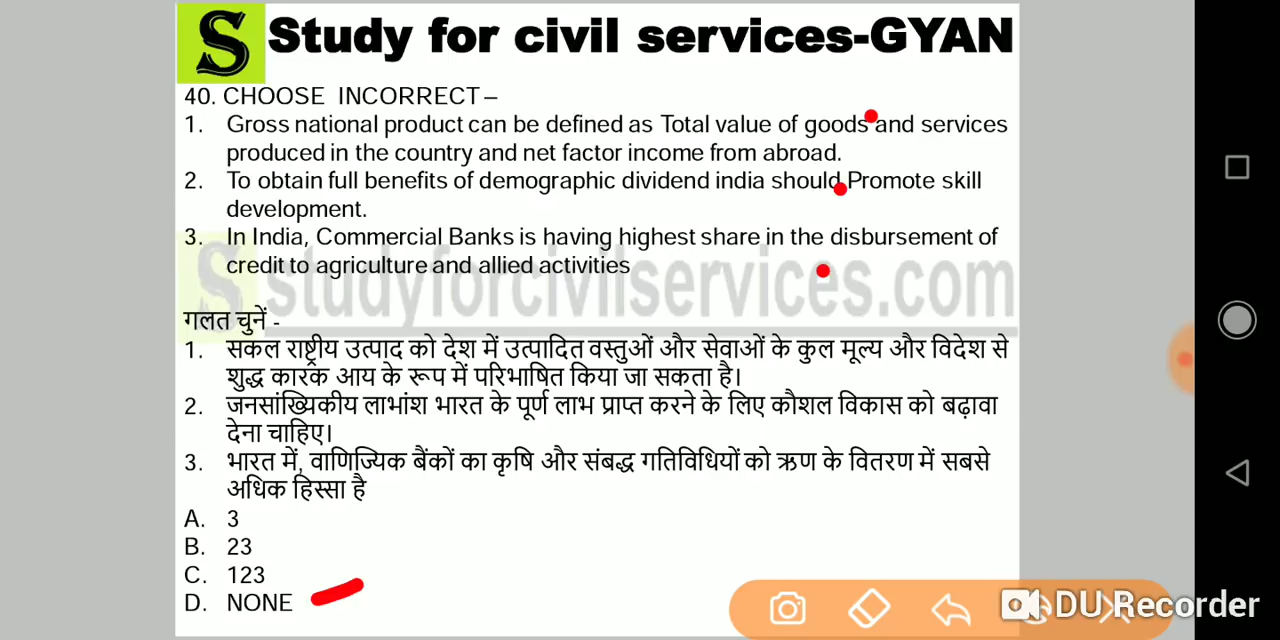 S Study for civil services-GYAN
40. CHOOSE INCORRECT –
1. Gross national product can be defined as Total value of goods and services
produced in the country and net factor income from abroad.
2. To obtain full benefits of demographic dividend india should Promote skill
development.
3. In India, Commercial Banks is having highest share in the disbursement of
credit to agriculture and allied activities
S studyforcivilservices.com
गलत चुनें -
1. सकल राष्ट्रीय उत्पाद को देश में उत्पादित वस्तुओं और सेवाओं के कुल मूल्य और विदेश से
शुद्ध कारक आय के रूप में परिभाषित किया जा सकता है।
2. जनसांख्यिकीय लाभांश भारत के पूर्ण लाभ प्राप्त करने के लिए कौशल विकास को बढ़ावा
देना चाहिए।
3. भारत में, वाणिज्यिक बैंकों का कृषि और संबद्ध गतिविधियों को ऋण के वितरण में सबसे
अधिक हिस्सा है
A. 3
B. 23
C. 123
D. NONE
DU Recorder